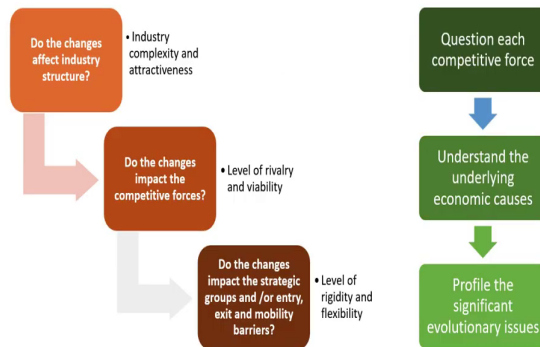 Do the changes
affect industry
structure?
• Industry
complexity and
attractiveness
Do the changes
impact the
competitive forces?
• Level of rivalry
and viability
Do the changes
impact the strategic
groups and /or entry,
exit and mobility
barriers?
• Level of
rigidity and
flexibility
Question each
competitive force
Understand the
underlying
economic causes
Profile the
significant
evolutionary issues